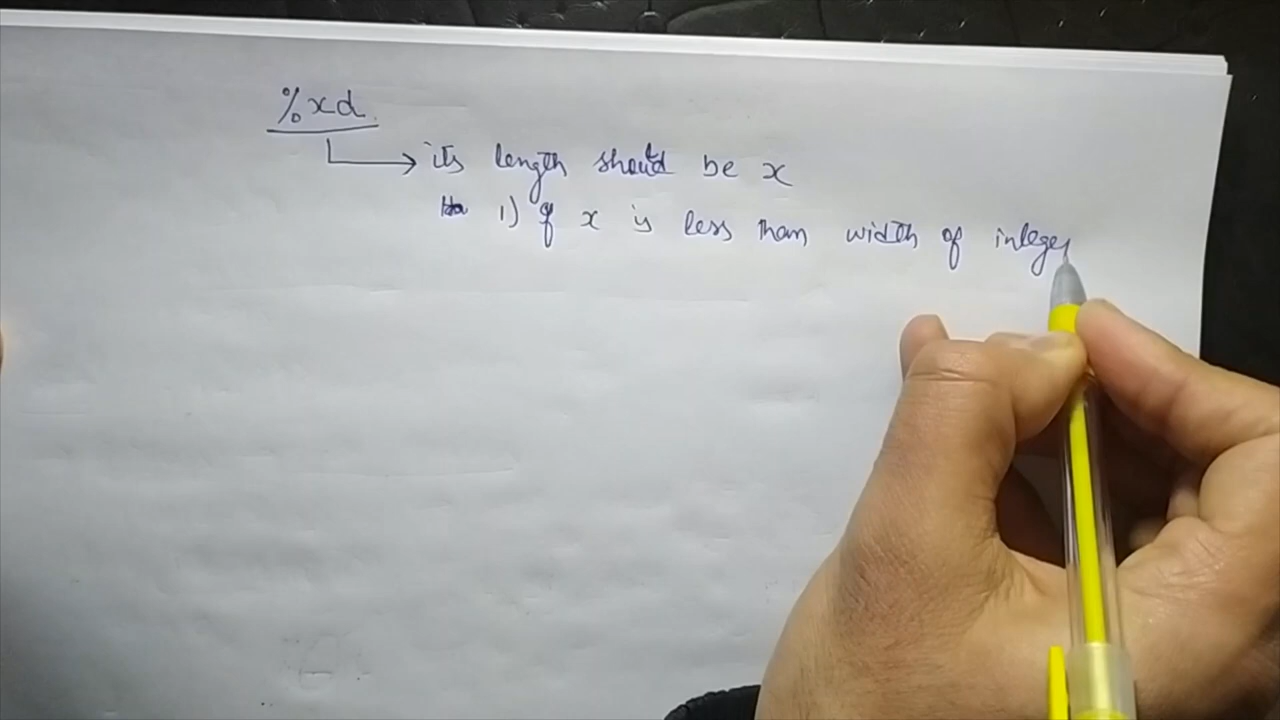 %xd
its length should be x
1) if x is less than width of integer